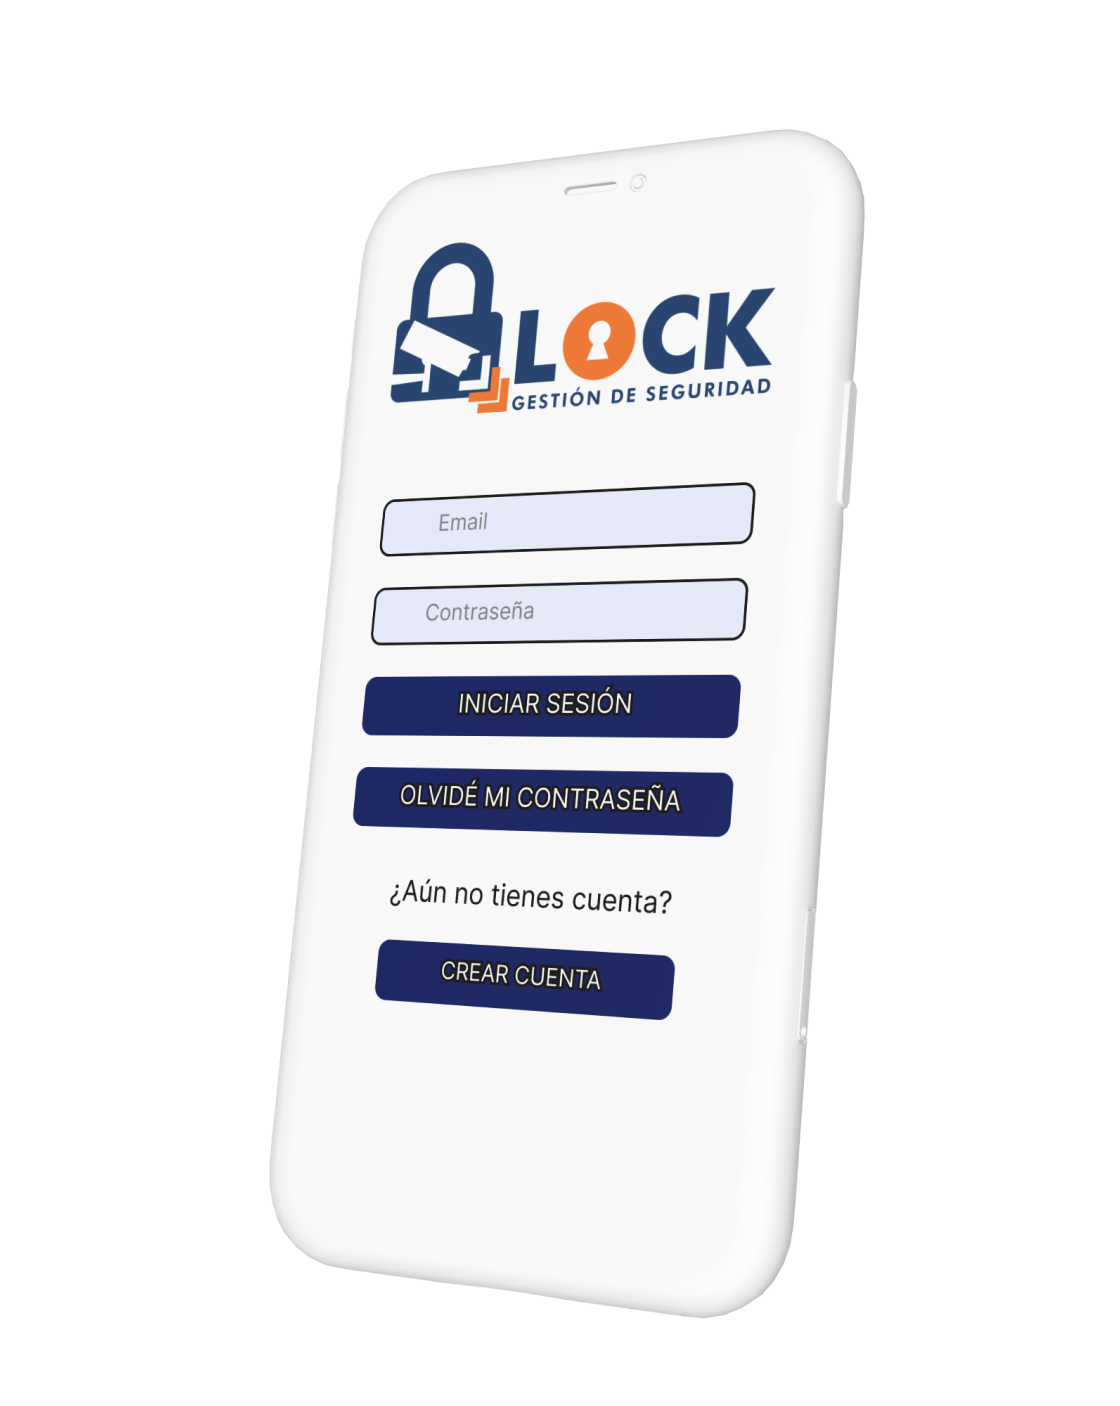 LOCK
GESTIÓN DE SEGURIDAD
Email
Contraseña
INICIAR SESIÓN
OLVIDÉ MI CONTRASEÑA
¿Aún no tienes cuenta?
CREAR CUENTA